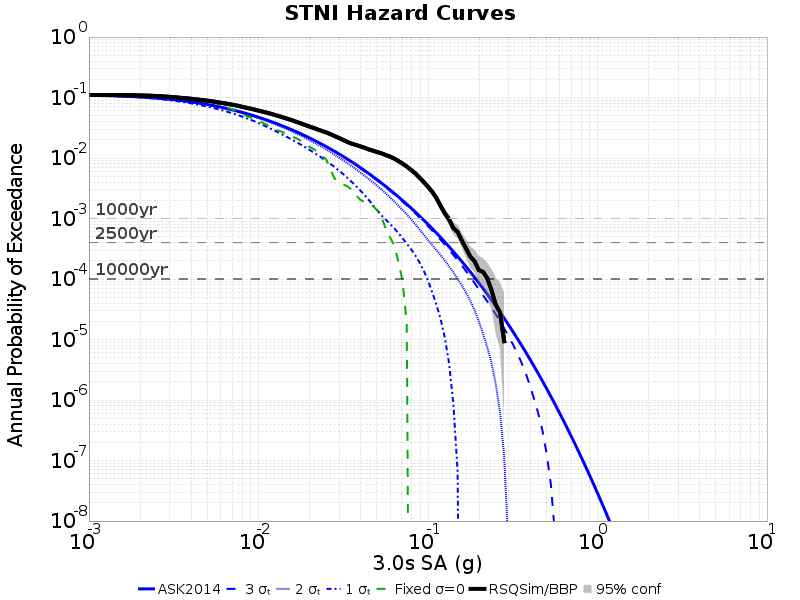 STNI Hazard Curves
Annual Probability of Exceedance
10^0
10^-1
10^-2
10^-3
10^-4
10^-5
10^-6
10^-7
10^-8
1000yr
2500yr
10000yr
10^-3 10^-2 10^-1 10^0 10^1
3.0s SA (g)
ASK2014 3 σₜ 2 σₜ 1 σₜ Fixed σ=0 RSQSim/BBP 95% conf